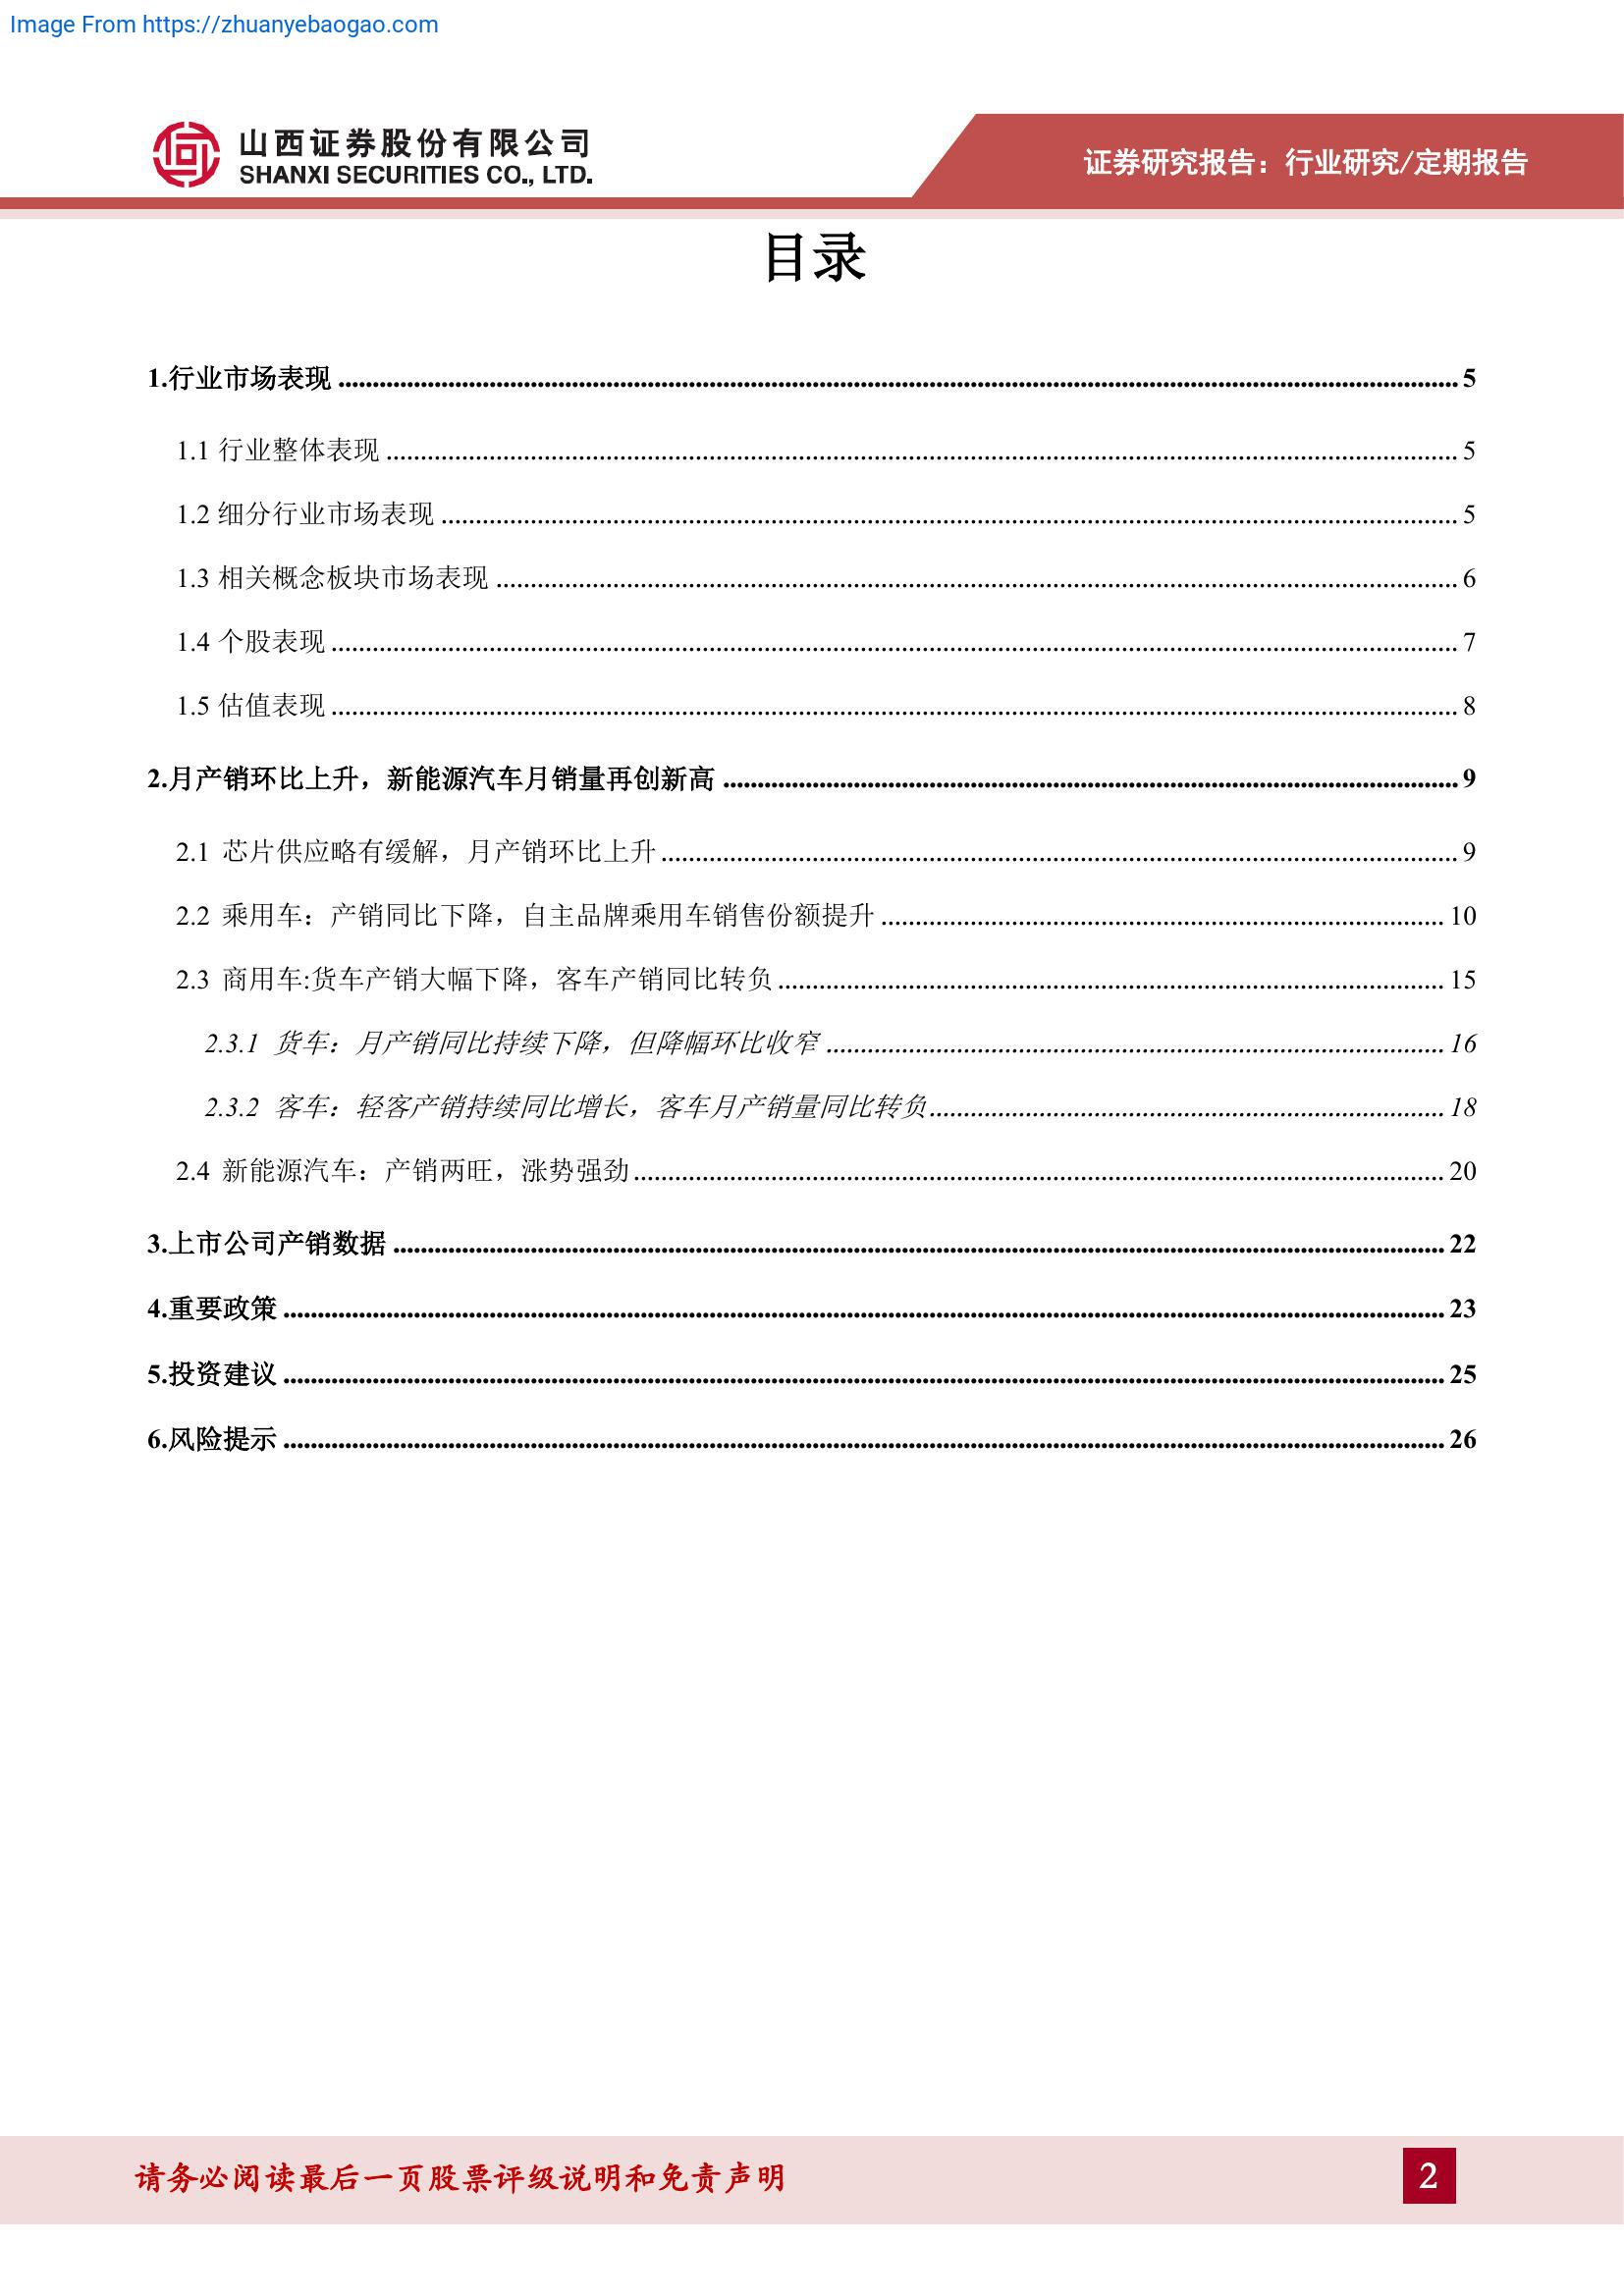 Image From https://zhuanyebaogao.com
山西证券股份有限公司
SHANXI SECURITIES CO., LTD.
证券研究报告：行业研究/定期报告
目录
1.行业市场表现 5
1.1 行业整体表现 5
1.2 细分行业市场表现 5
1.3 相关概念板块市场表现 6
1.4 个股表现 7
1.5 估值表现 8
2.月产销环比上升，新能源汽车月销量再创新高 9
2.1 芯片供应略有缓解，月产销环比上升 9
2.2 乘用车：产销同比下降，自主品牌乘用车销售份额提升 10
2.3 商用车:货车产销大幅下降，客车产销同比转负 15
2.3.1 货车：月产销同比持续下降，但降幅环比收窄 16
2.3.2 客车：轻客产销持续同比增长，客车月产销量同比转负 18
2.4 新能源汽车：产销两旺，涨势强劲 20
3.上市公司产销数据 22
4.重要政策 23
5.投资建议 25
6.风险提示 26
请务必阅读最后一页股票评级说明和免责声明
2